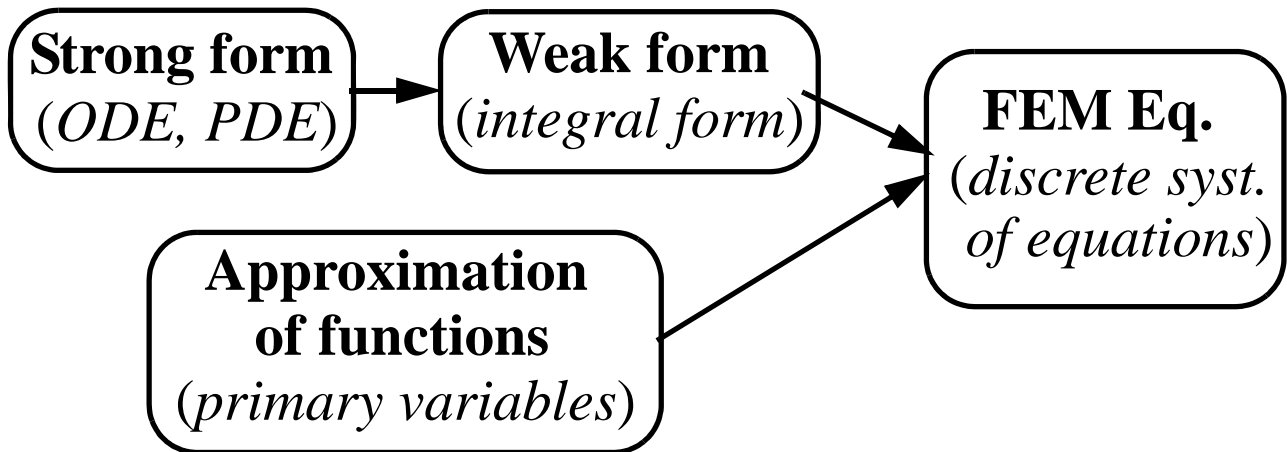 Strong form
(ODE, PDE)
Weak form
(integral form)
FEM Eq.
(discrete syst.
of equations)
Approximation
of functions
(primary variables)